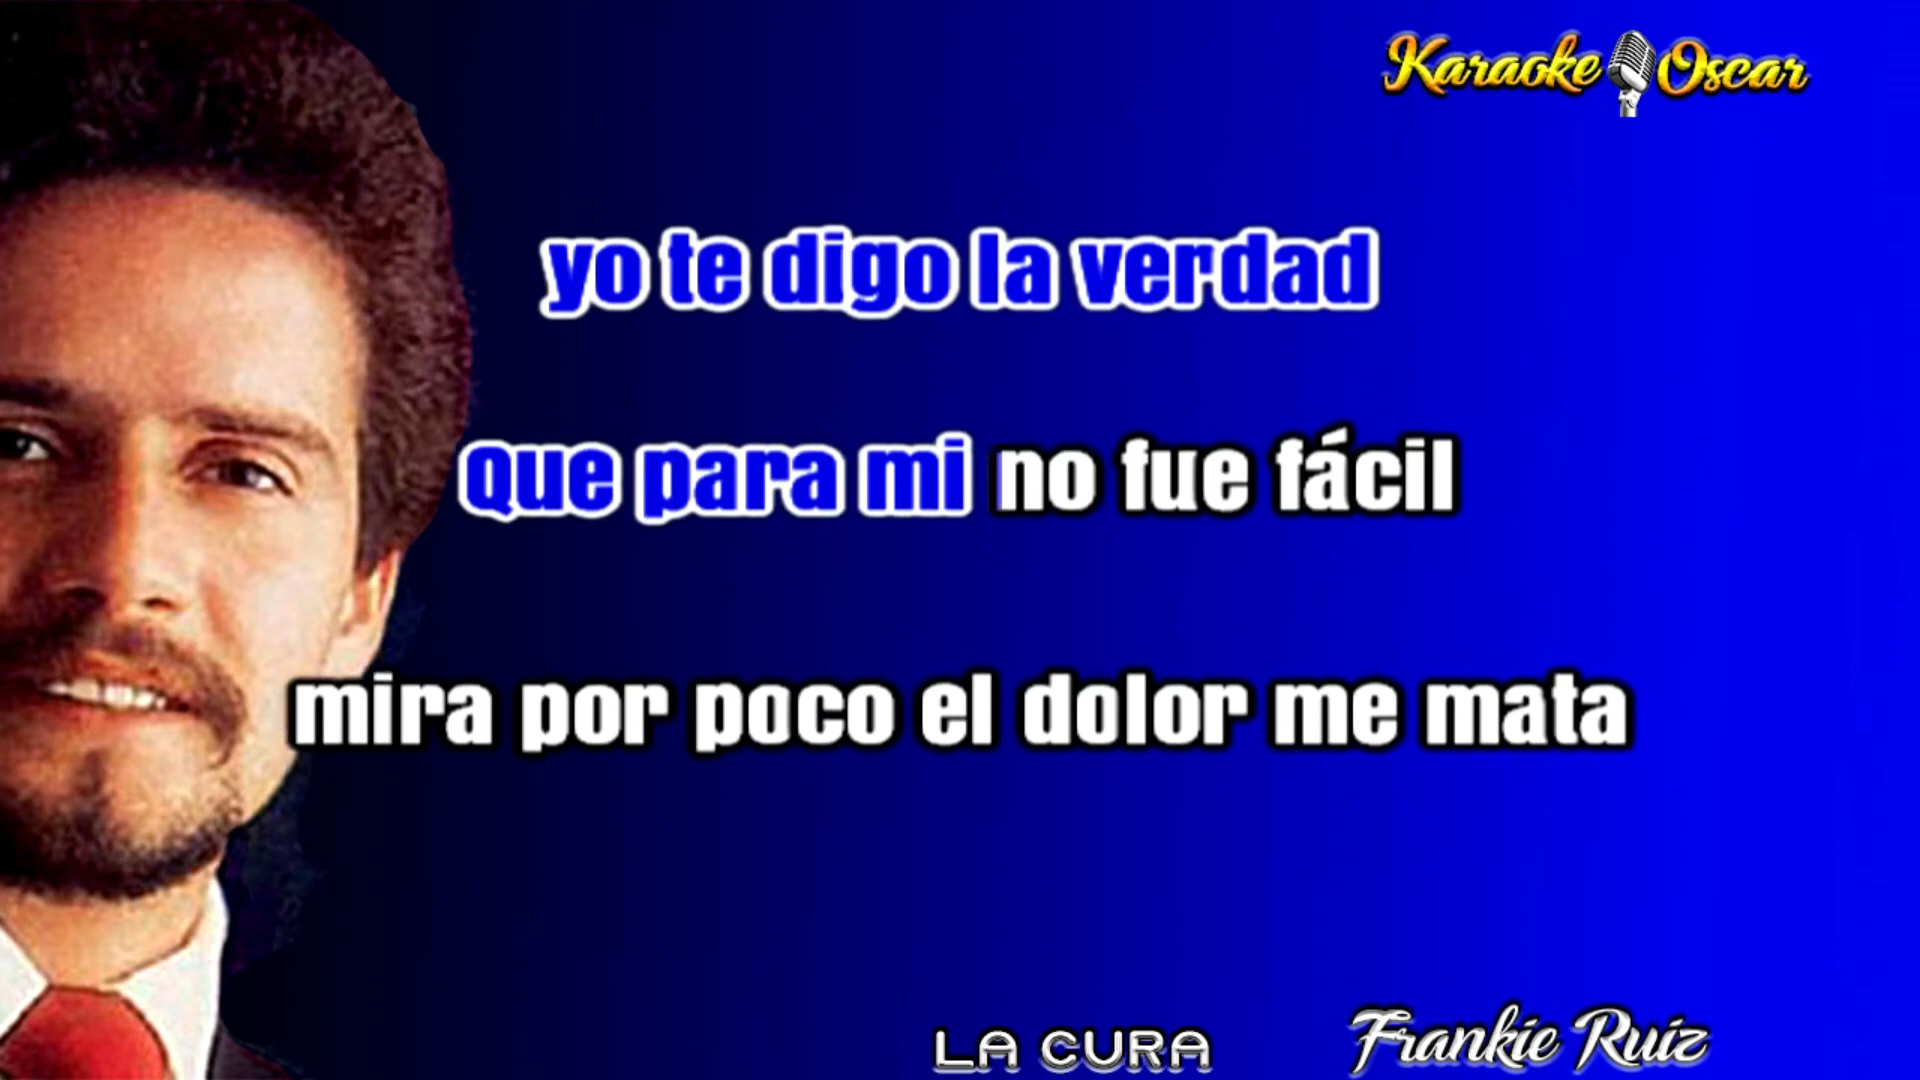 Karaoke Oscar
yo te digo la verdad
que para mi no fue fácil
mira por poco el dolor me mata
LA CURA
Frankie Ruiz